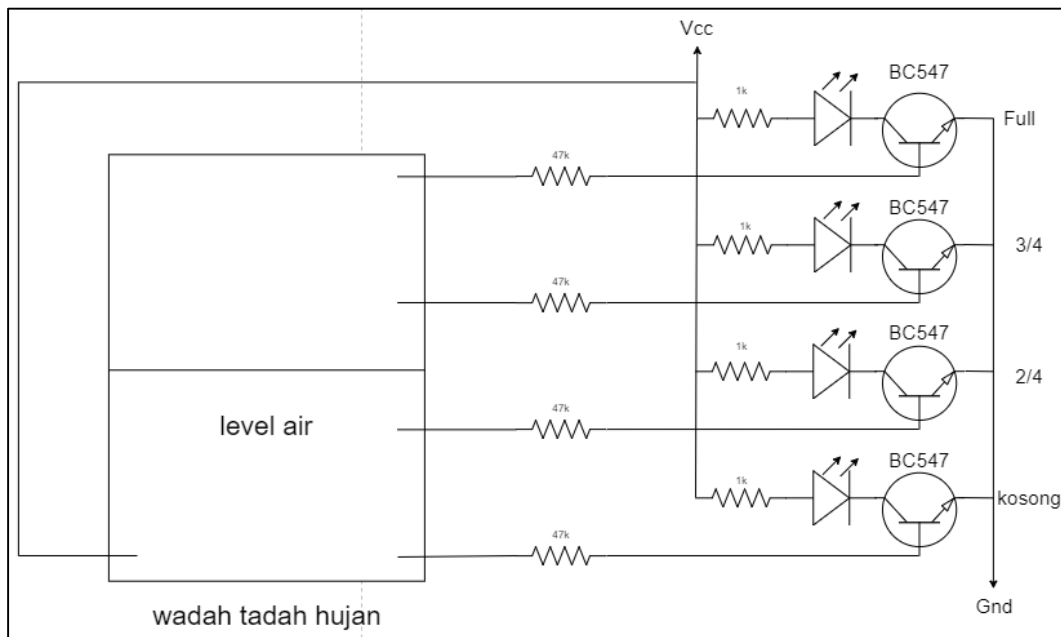 Vcc
BC547
1k
Full
47k
BC547
1k
3/4
47k
BC547
1k
2/4
level air
47k
BC547
1k
kosong
47k
Gnd
wadah tadah hujan